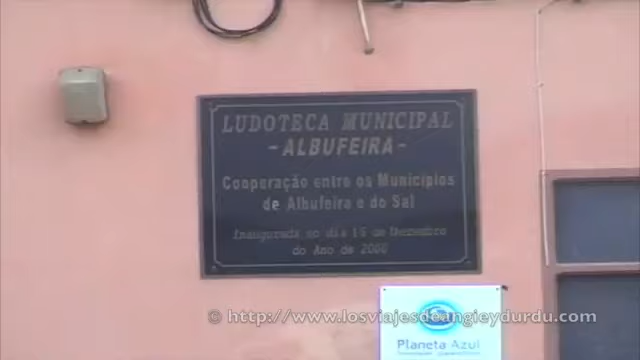 LUDOTECA MUNICIPAL
- ALBUFEIRA -
Cooperação entre os Municípios
de Albufeira e do Sal
Inaugurada no dia 15 de Dezembro
do Ano de 2000
© http://www.losviajesdeangieydurdu.com
Planeta Azul